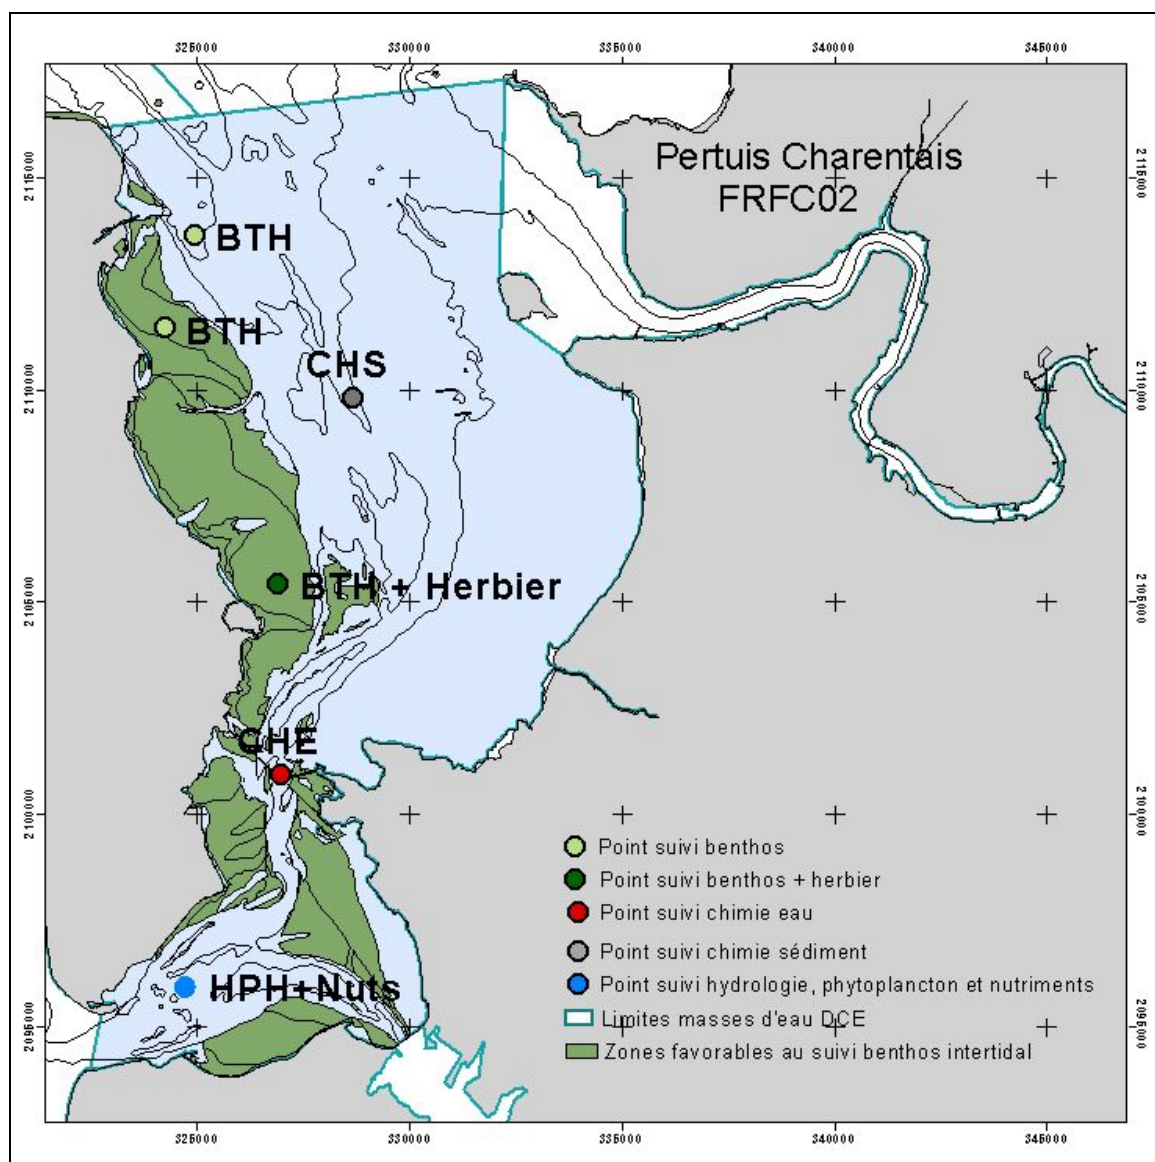 325000 330000 335000 340000 345000
Pertuis Charentais
FRFC02
2115000 2115000
BTH
BTH
CHS
2110000 2110000
BTH + Herbier
2105000 2105000
CHE
2100000 2100000
Point suivi benthos
Point suivi benthos + herbier
Point suivi chimie eau
Point suivi chimie sédiment
HPH+Nuts
Point suivi hydrologie, phytoplancton et nutriments
Limites masses d'eau DCE
2095000 2095000
Zones favorables au suivi benthos intertidal
325000 330000 335000 340000 345000